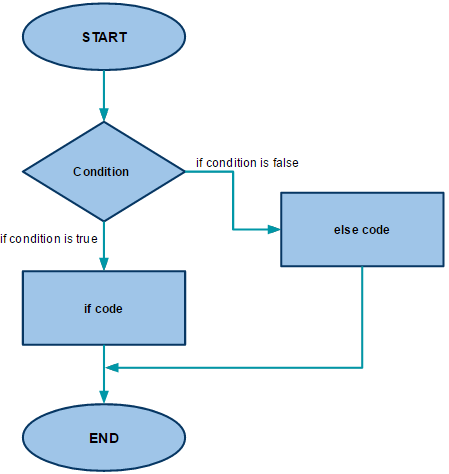 START
Condition
if condition is false
else code
if condition is true
if code
END